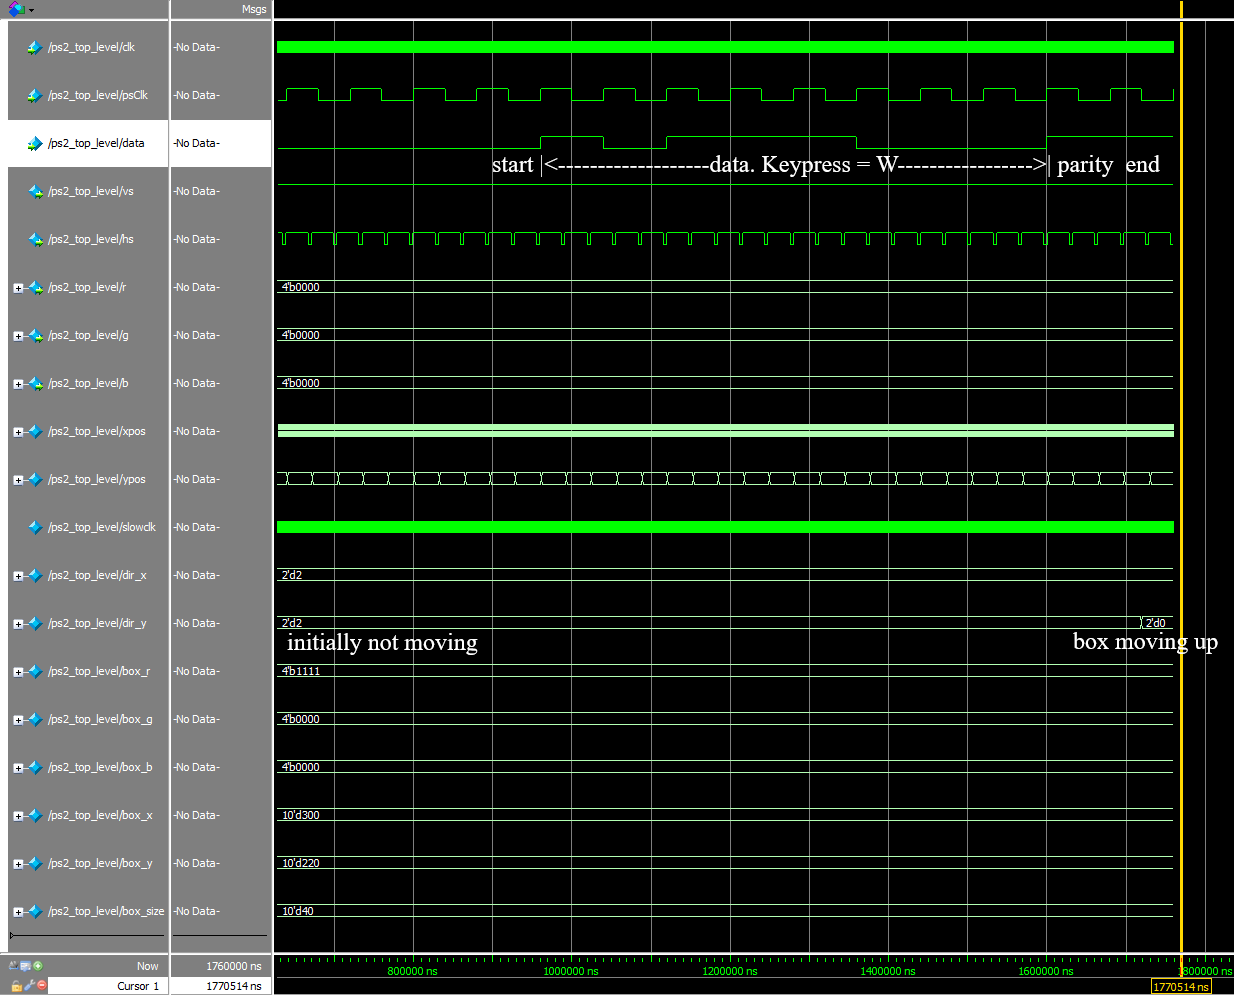 Msgs
/ps2_top_level/clk -No Data-
/ps2_top_level/psClk -No Data-
/ps2_top_level/data -No Data-
start |<--------------------data. Keypress = W------------------>| parity end
/ps2_top_level/vs -No Data-
/ps2_top_level/hs -No Data-
/ps2_top_level/r -No Data- 4'b0000
/ps2_top_level/g -No Data- 4'b0000
/ps2_top_level/b -No Data- 4'b0000
/ps2_top_level/xpos -No Data-
/ps2_top_level/ypos -No Data-
/ps2_top_level/slowclk -No Data-
/ps2_top_level/dir_x -No Data- 2'd2
/ps2_top_level/dir_y -No Data- 2'd2 2'd0
initially not moving box moving up
/ps2_top_level/box_r -No Data- 4'b1111
/ps2_top_level/box_g -No Data- 4'b0000
/ps2_top_level/box_b -No Data- 4'b0000
/ps2_top_level/box_x -No Data- 10'd300
/ps2_top_level/box_y -No Data- 10'd220
/ps2_top_level/box_size -No Data- 10'd40
Now 1760000 ns 800000 ns 1000000 ns 1200000 ns 1400000 ns 1600000 ns 1800000 ns
Cursor 1 1770514 ns 1770514 ns